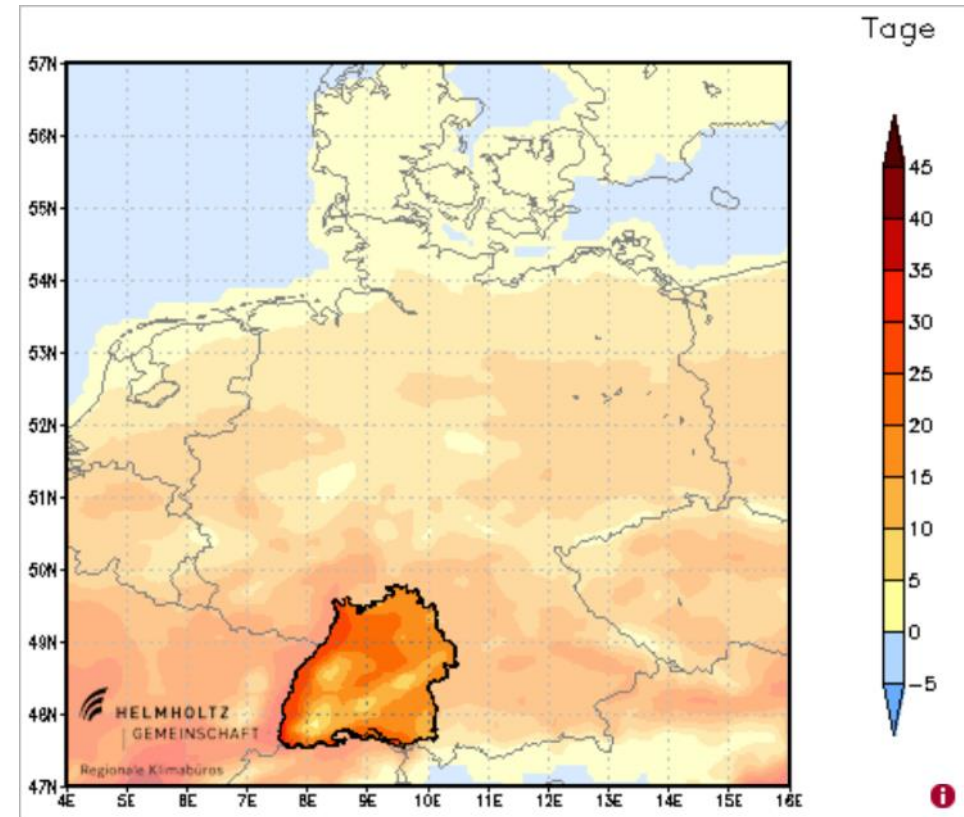 Tage
57N
56N
55N
54N
53N
52N
51N
50N
49N
48N
47N
4E 5E 6E 7E 8E 9E 10E 11E 12E 13E 14E 15E 16E
45
40
35
30
25
20
15
10
5
0
-5
HELMHOLTZ
GEMEINSCHAFT
Regionale Klimabüros
i